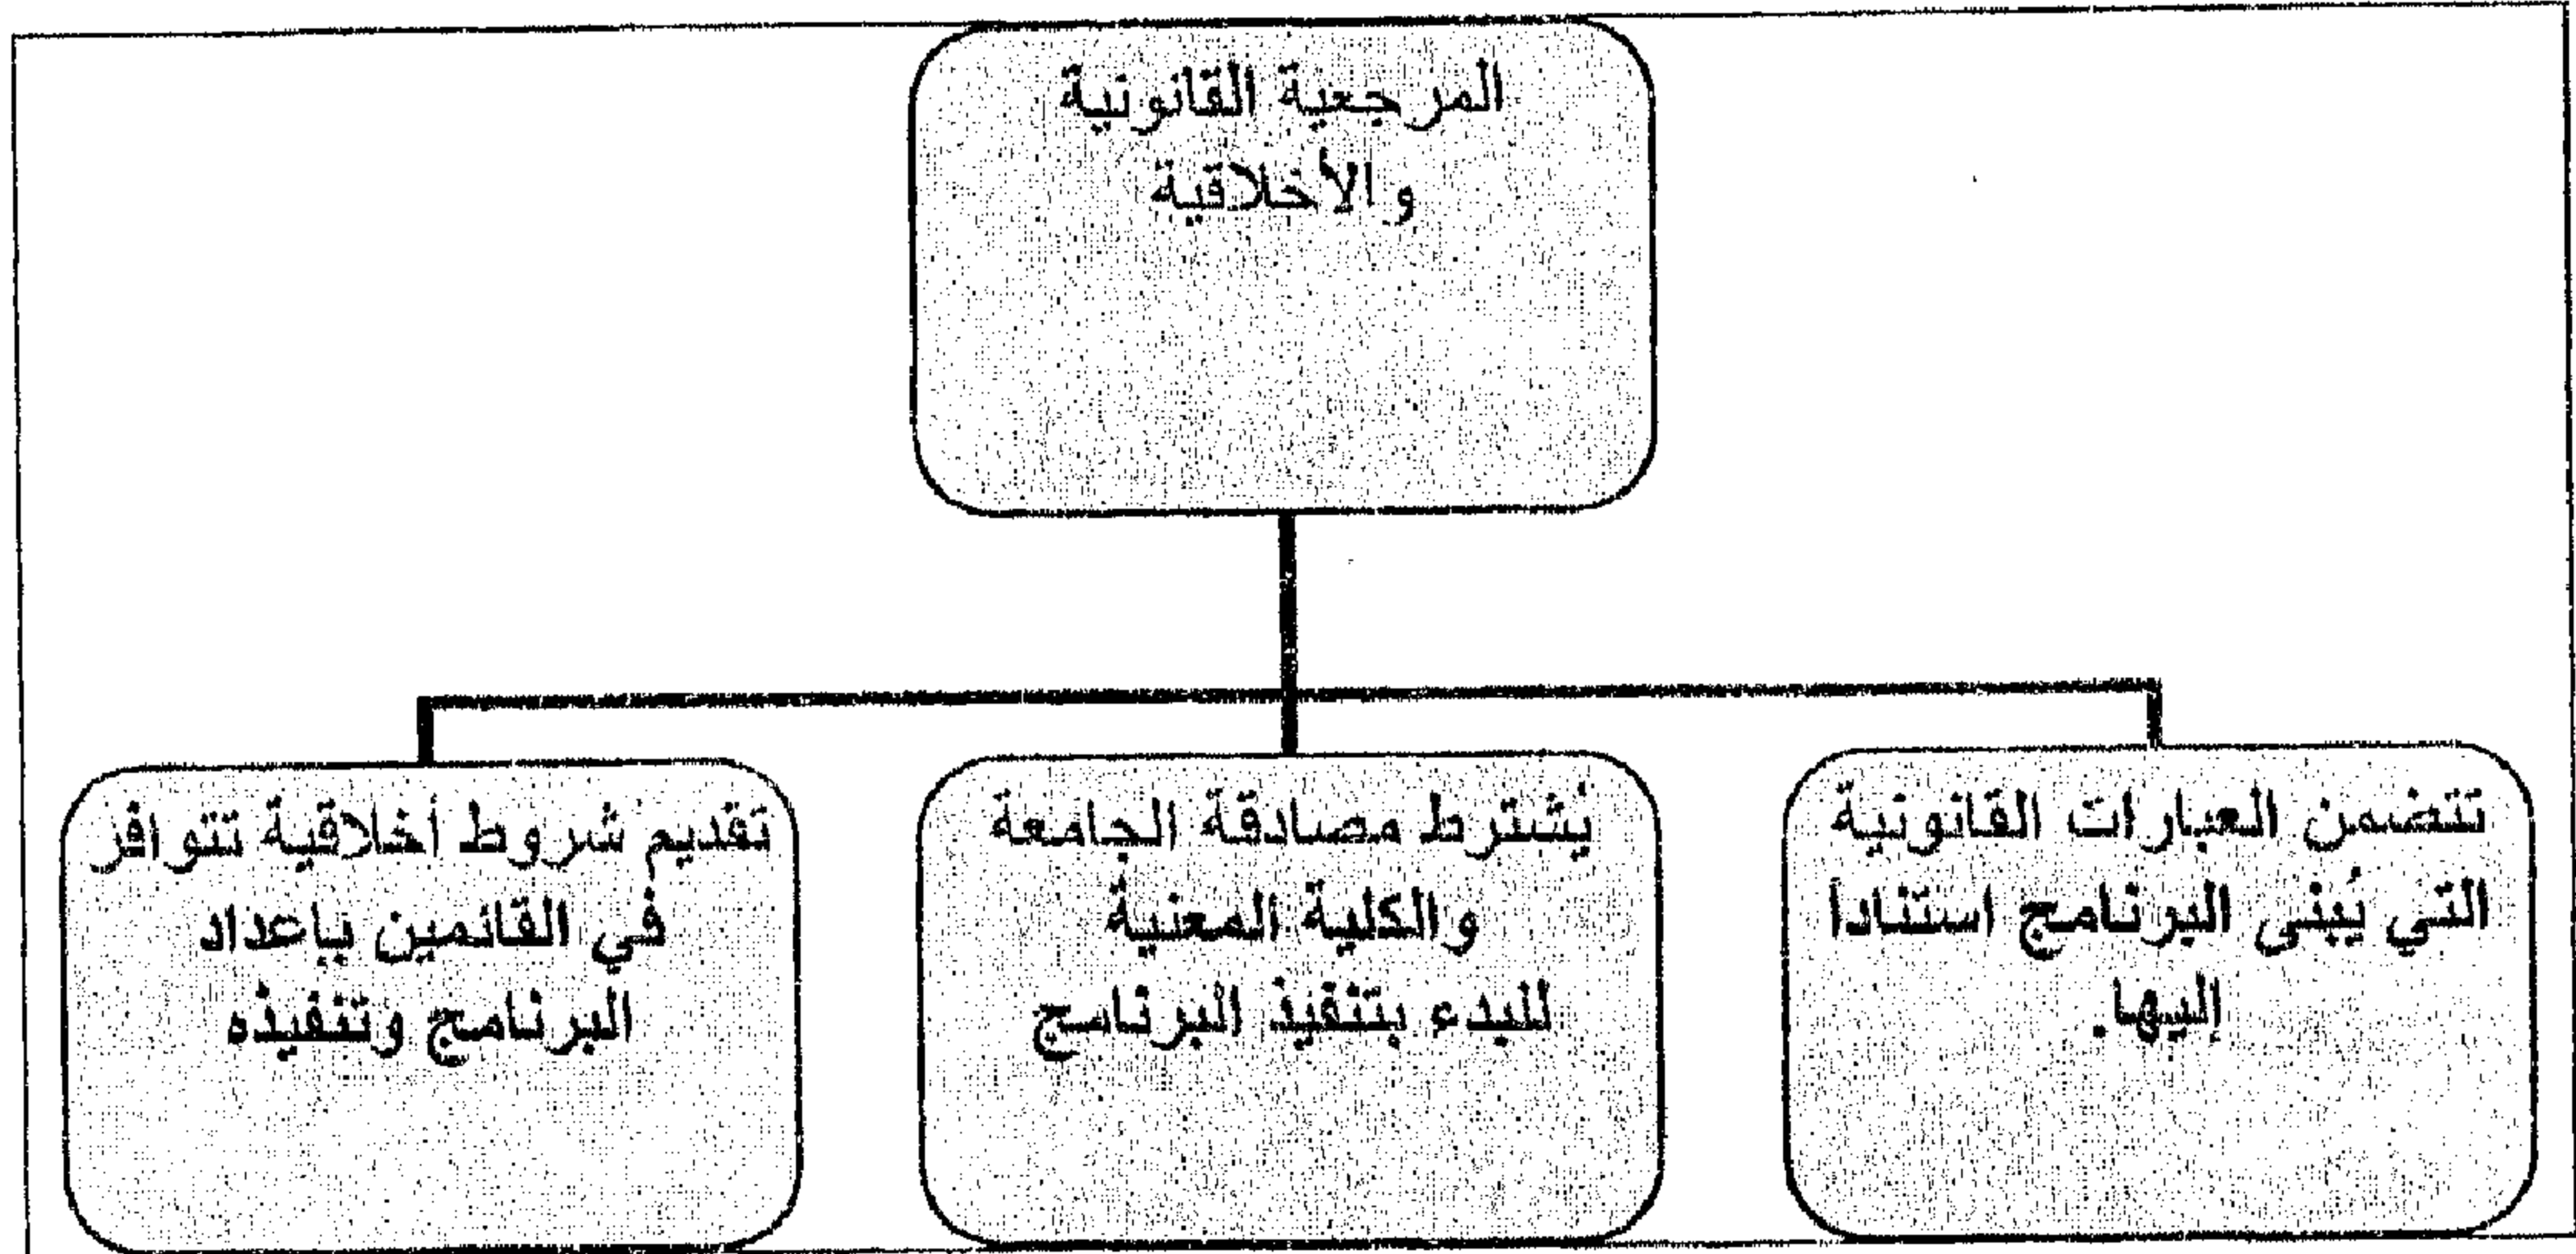 المرجعية القانونية
والأخلاقية
تتضمن العبارات القانونية
التي يُبنى البرنامج استناداً
إليها.
يُشترط مصادقة الجامعة
والكلية المعنية
للبدء بتنفيذ البرنامج
تقديم شروط أخلاقية تتوافر
في القائمين بإعداد
البرنامج وتنفيذه